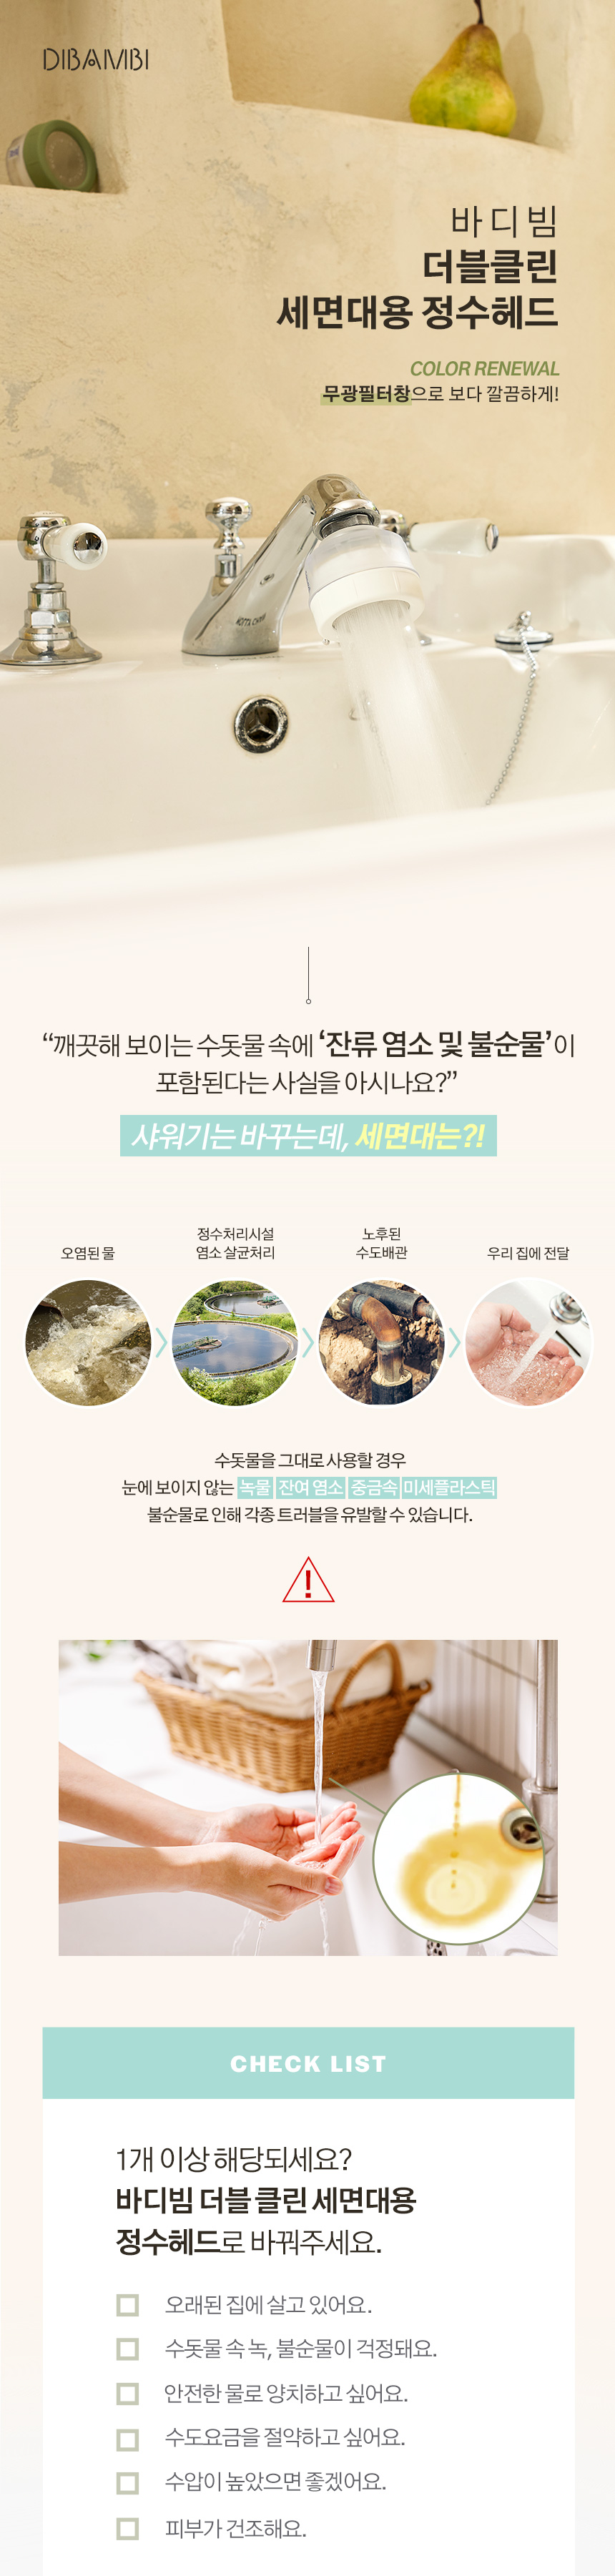 DIBAMBI
바디빔
더블클린
세면대용 정수헤드
COLOR RENEWAL
무광필터창으로 보다 깔끔하게!
“깨끗해 보이는 수돗물 속에 ‘잔류 염소 및 불순물’이
포함된다는 사실을 아시나요?”
샤워기는 바꾸는데, 세면대는?!
오염된 물
정수처리시설
염소 살균처리
노후된
수도배관
우리 집에 전달
수돗물을 그대로 사용할 경우
눈에 보이지 않는 녹물 잔여 염소 중금속 미세플라스틱
불순물로 인해 각종 트러블을 유발할 수 있습니다.
!
CHECK LIST
1개 이상 해당되세요?
바디빔 더블 클린 세면대용
정수헤드로 바꿔주세요.
오래된 집에 살고 있어요.
수돗물 속 녹, 불순물이 걱정돼요.
안전한 물로 양치하고 싶어요.
수도요금을 절약하고 싶어요.
수압이 높았으면 좋겠어요.
피부가 건조해요.